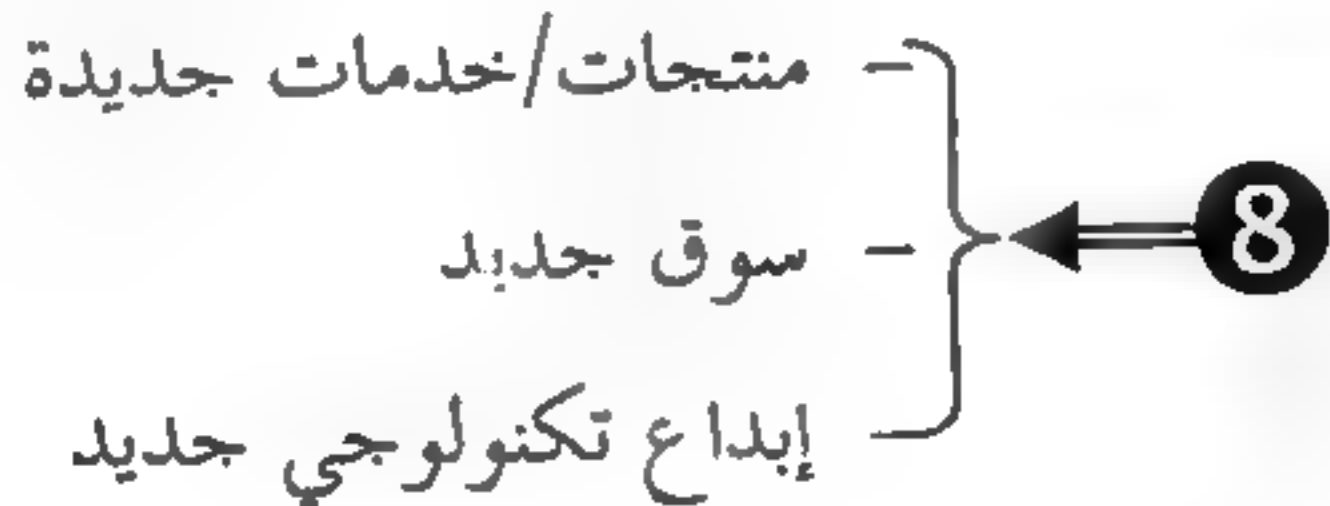 - منتجات/خدمات جديدة
8
- سوق جديد
- إبداع تكنولوجي جديد